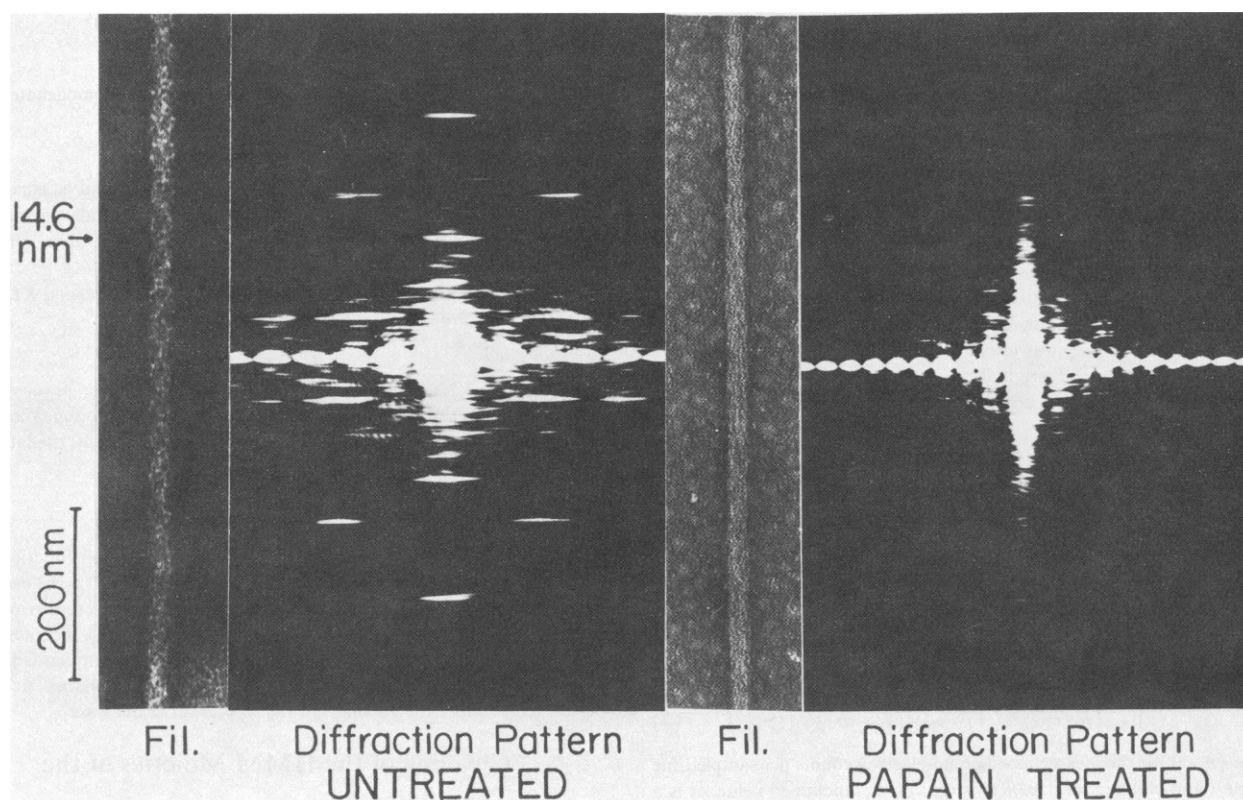 14.6
nm
200 nm
Fil. Diffraction Pattern Fil. Diffraction Pattern
UNTREATED PAPAIN TREATED